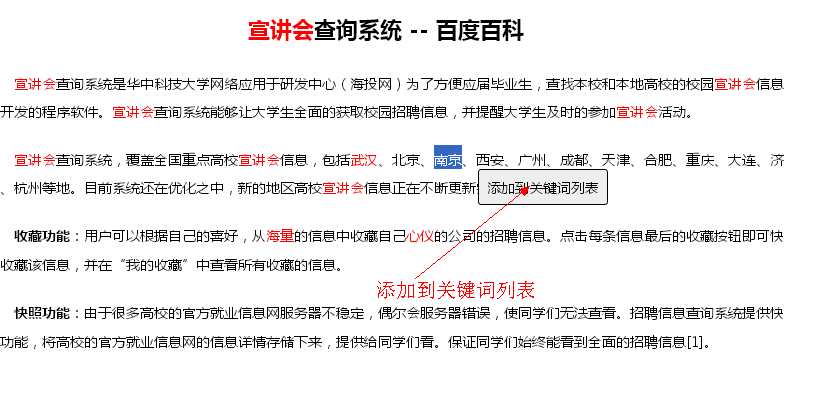 宣讲会查询系统 -- 百度百科
宣讲会查询系统是华中科技大学网络应用于研发中心（海投网）为了方便应届毕业生，查找本校和本地高校的校园宣讲会信息
开发的程序软件。宣讲会查询系统能够让大学生全面的获取校园招聘信息，并提醒大学生及时的参加宣讲会活动。
宣讲会查询系统，覆盖全国重点高校宣讲会信息，包括武汉、北京、南京、西安、广州、成都、天津、合肥、重庆、大连、济
、杭州等地。目前系统还在优化之中，新的地区高校宣讲会信息正在不断更新
添加到关键词列表
收藏功能：用户可以根据自己的喜好，从海量的信息中收藏自己心仪的公司的招聘信息。点击每条信息最后的收藏按钮即可快
收藏该信息，并在“我的收藏”中查看所有收藏的信息。
添加到关键词列表
快照功能：由于很多高校的官方就业信息网服务器不稳定，偶尔会服务器错误，使同学们无法查看。招聘信息查询系统提供快
功能，将高校的官方就业信息网的信息详情存储下来，提供给同学们看。保证同学们始终能看到全面的招聘信息[1]。